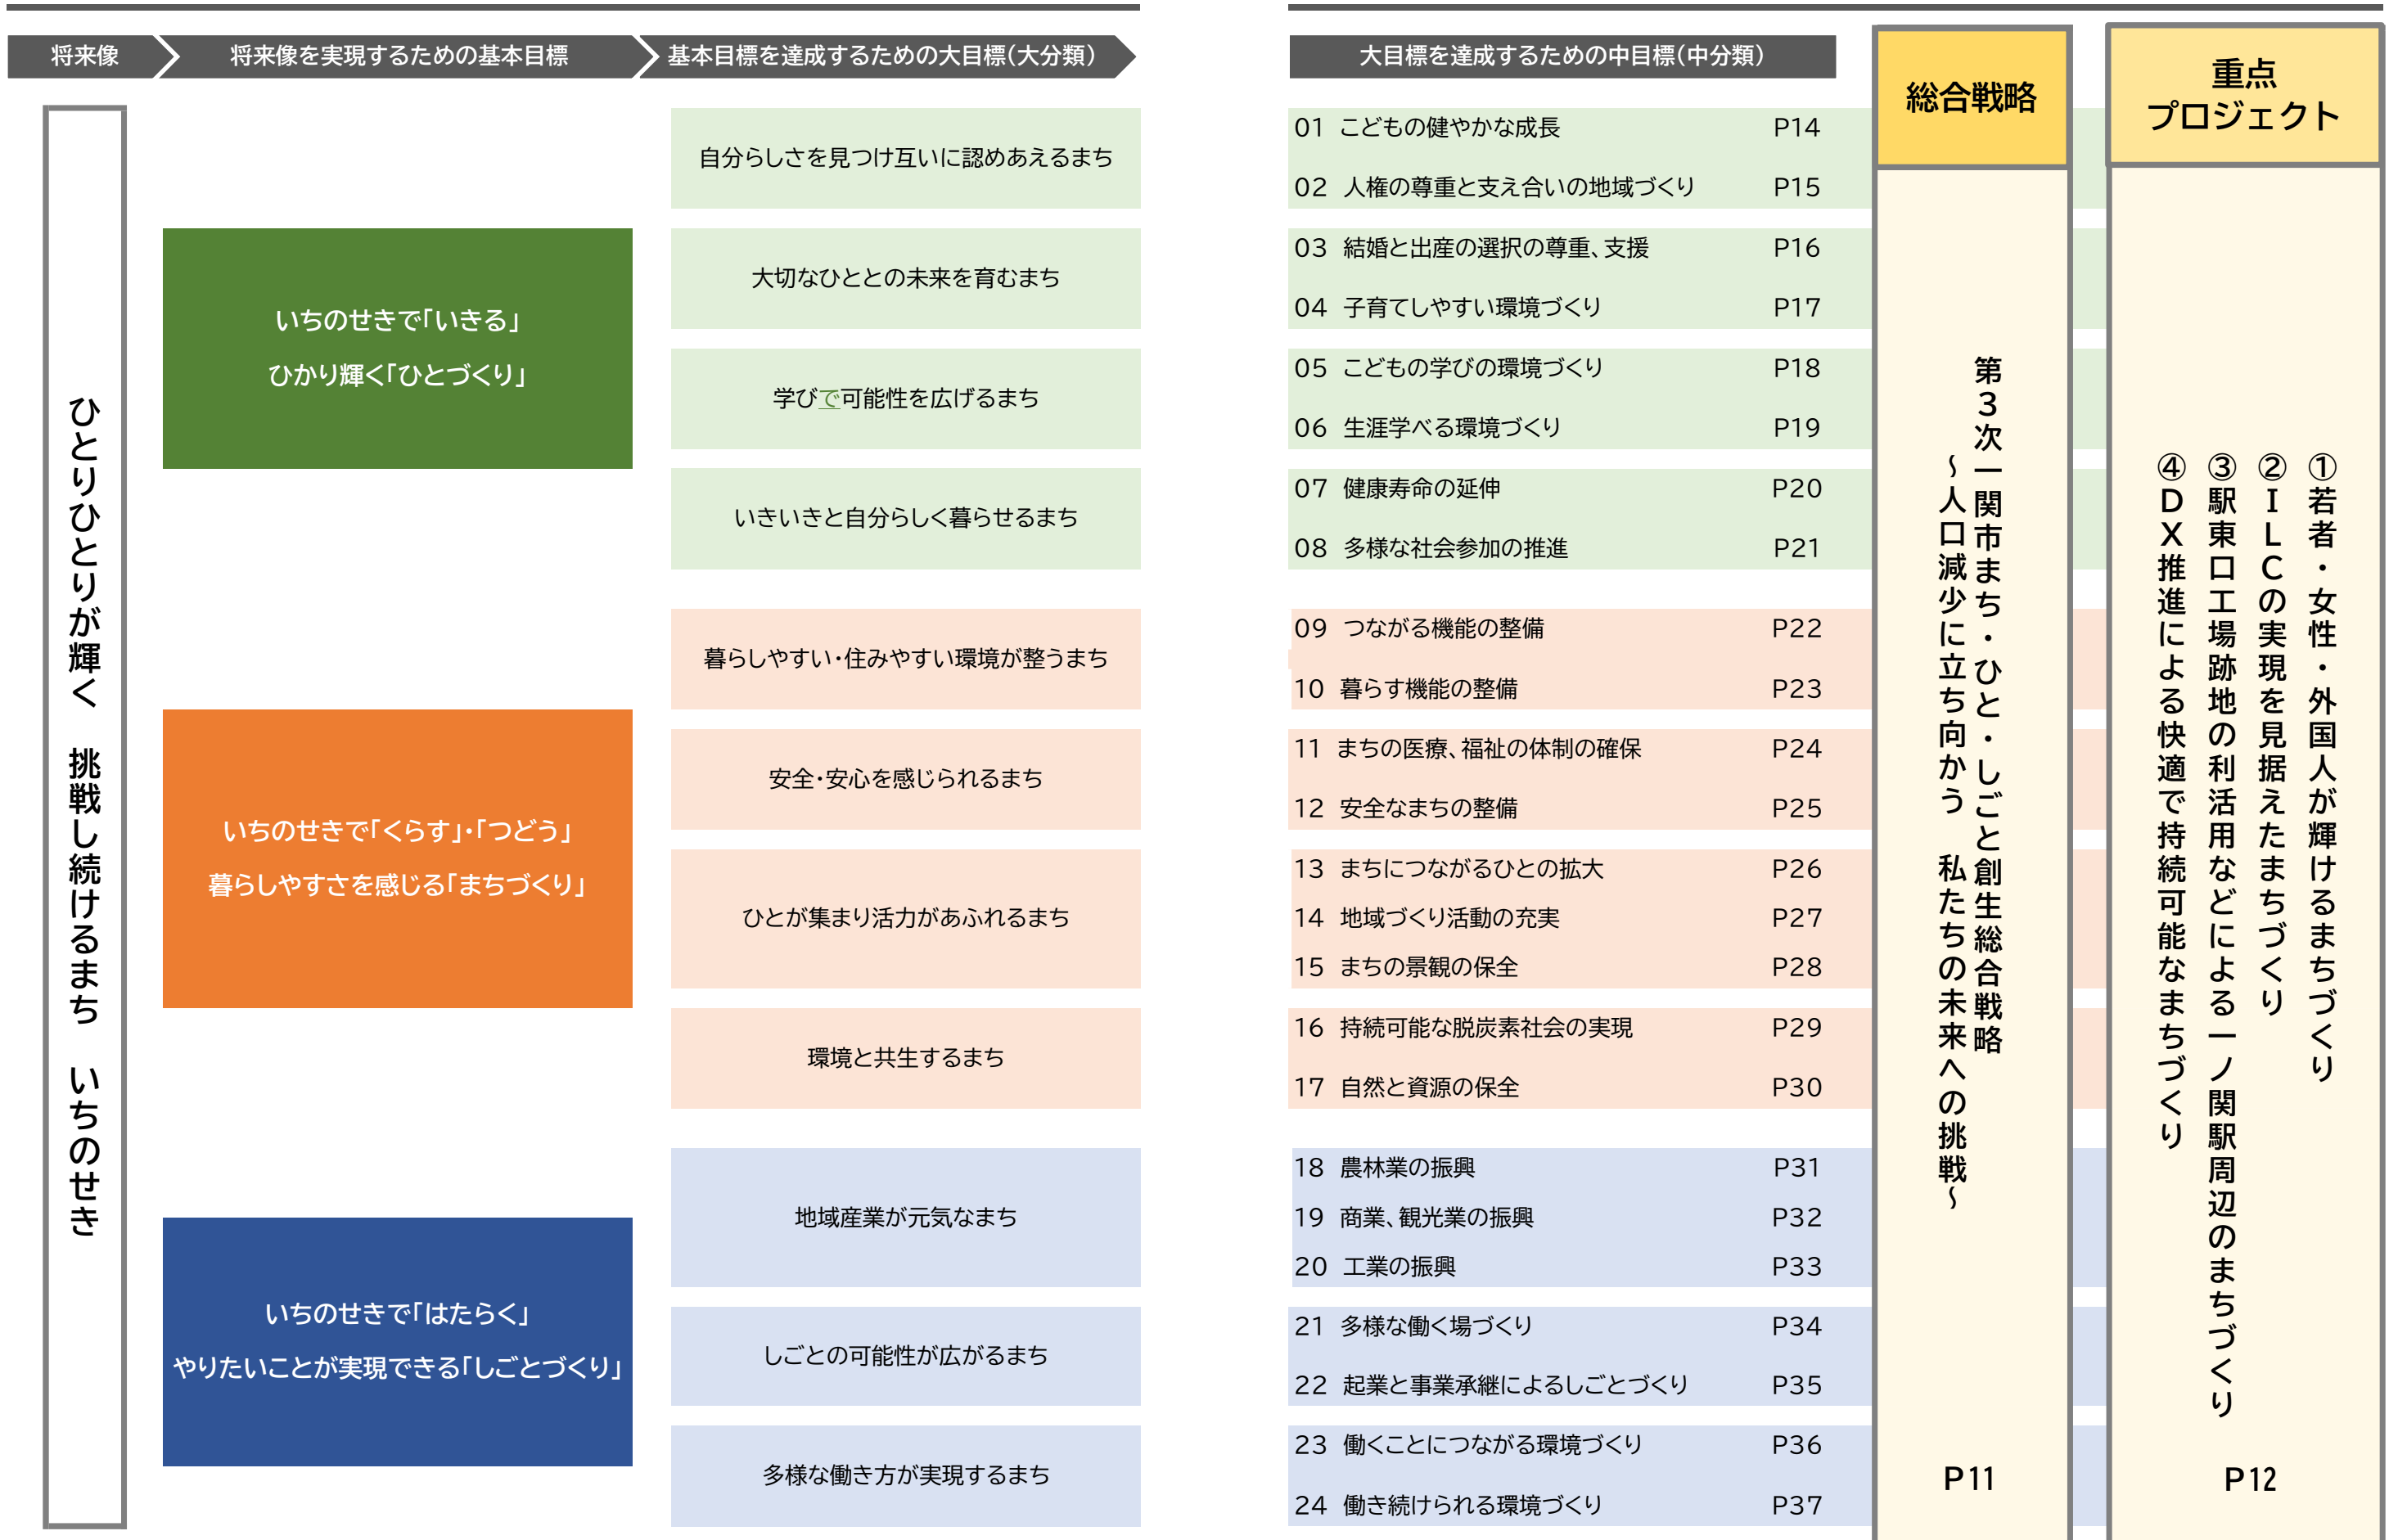 将来像
将来像を実現するための基本目標
基本目標を達成するための大目標(大分類)
大目標を達成するための中目標(中分類)
総合戦略
重点
プロジェクト
ひとりひとりが輝く　挑戦し続けるまち　いちのせき
いちのせきで「いきる」
ひかり輝く「ひとづくり」
自分らしさを見つけ互いに認めあえるまち
01 こどもの健やかな成長 P14
02 人権の尊重と支え合いの地域づくり P15
大切なひととの未来を育むまち
03 結婚と出産の選択の尊重、支援 P16
04 子育てしやすい環境づくり P17
学びで可能性を広げるまち
05 こどもの学びの環境づくり P18
06 生涯学べる環境づくり P19
いきいきと自分らしく暮らせるまち
07 健康寿命の延伸 P20
08 多様な社会参加の推進 P21
いちのせきで「くらす」・「つどう」
暮らしやすさを感じる「まちづくり」
暮らしやすい・住みやすい環境が整うまち
09 つながる機能の整備 P22
10 暮らす機能の整備 P23
安全・安心を感じられるまち
11 まちの医療、福祉の体制の確保 P24
12 安全なまちの整備 P25
ひとが集まり活力があふれるまち
13 まちにつながるひとの拡大 P26
14 地域づくり活動の充実 P27
15 まちの景観の保全 P28
環境と共生するまち
16 持続可能な脱炭素社会の実現 P29
17 自然と資源の保全 P30
いちのせきで「はたらく」
やりたいことが実現できる「しごとづくり」
地域産業が元気なまち
18 農林業の振興 P31
19 商業、観光業の振興 P32
20 工業の振興 P33
しごとの可能性が広がるまち
21 多様な働く場づくり P34
22 起業と事業承継によるしごとづくり P35
多様な働き方が実現するまち
23 働くことにつながる環境づくり P36
24 働き続けられる環境づくり P37
第３次一関市まち・ひと・しごと創生総合戦略
～人口減少に立ち向かう　私たちの未来への挑戦～
P11
①若者・女性・外国人が輝けるまちづくり
②ＩＬＣの実現を見据えたまちづくり
③駅東口工場跡地の利活用などによる一ノ関駅周辺のまちづくり
④ＤＸ推進による快適で持続可能なまちづくり
P12